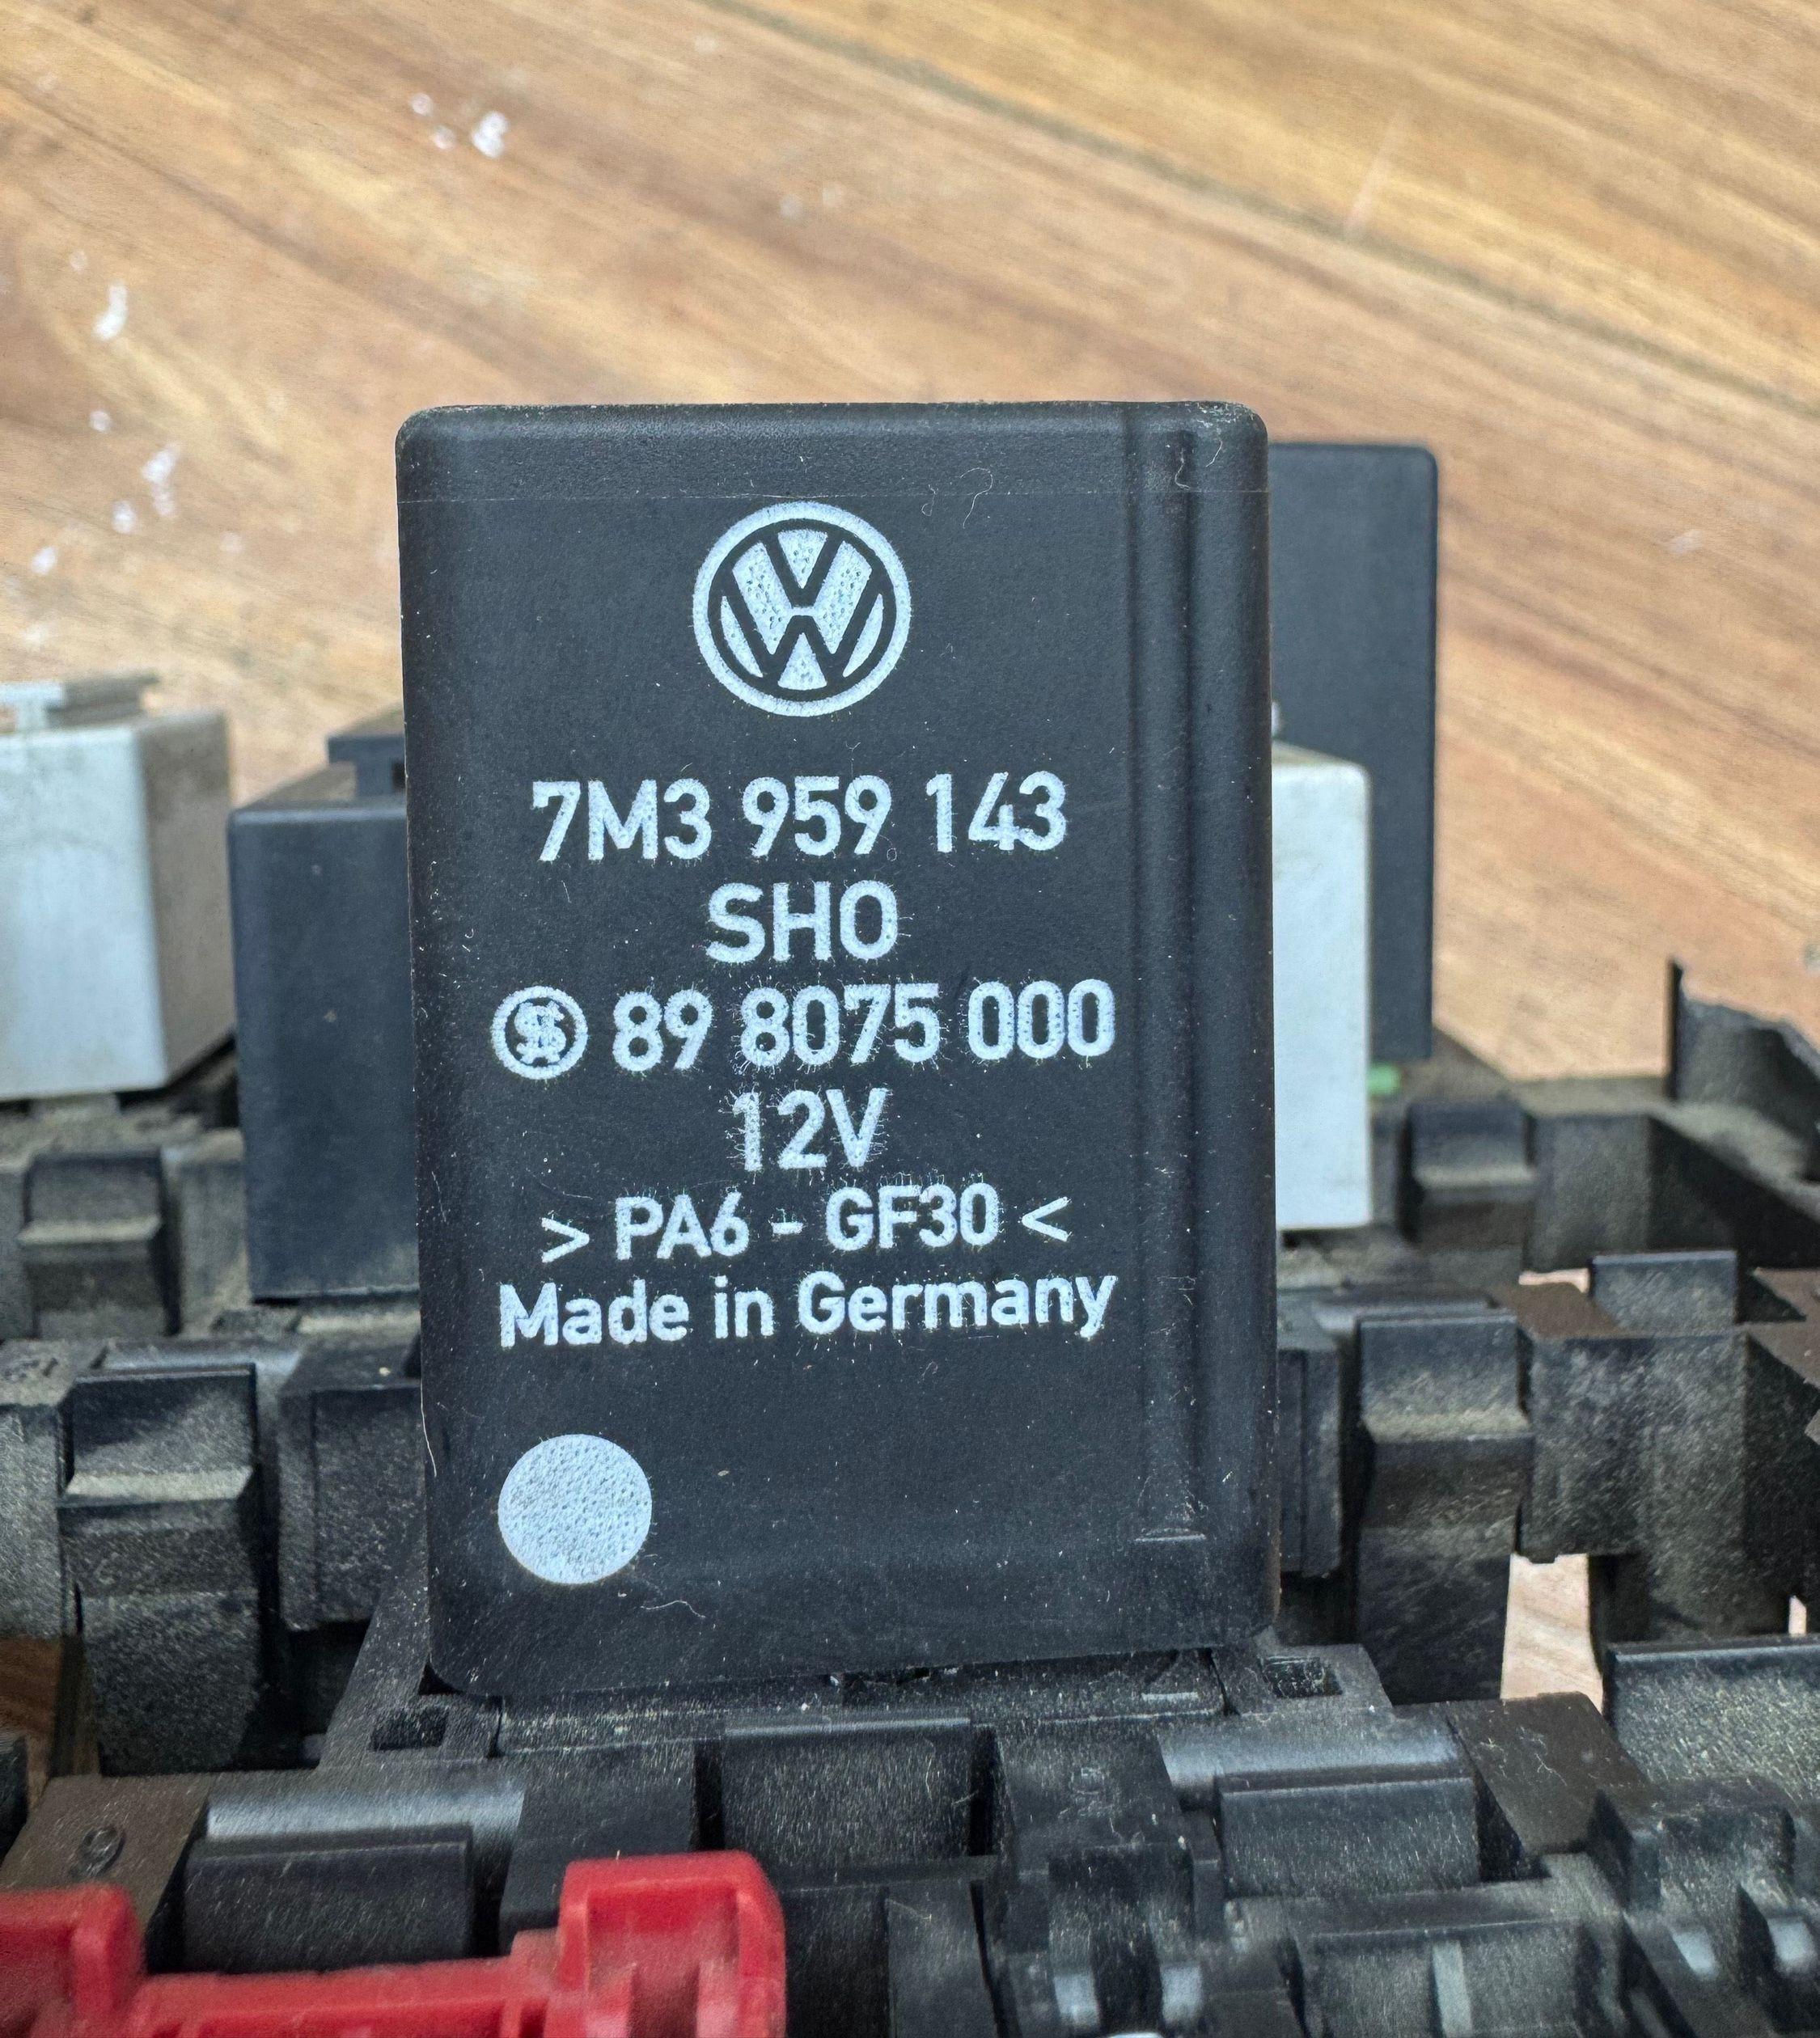 7M3 959 143
SHO
89 8075 000
12V
> PA6 - GF30 <
Made in Germany